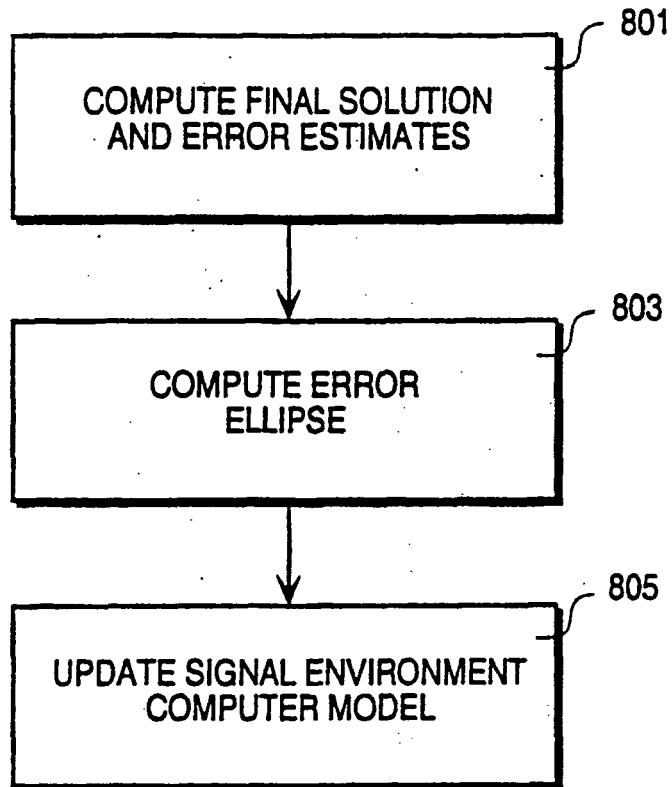 801
COMPUTE FINAL SOLUTION
AND ERROR ESTIMATES
803
COMPUTE ERROR
ELLIPSE
805
UPDATE SIGNAL ENVIRONMENT
COMPUTER MODEL